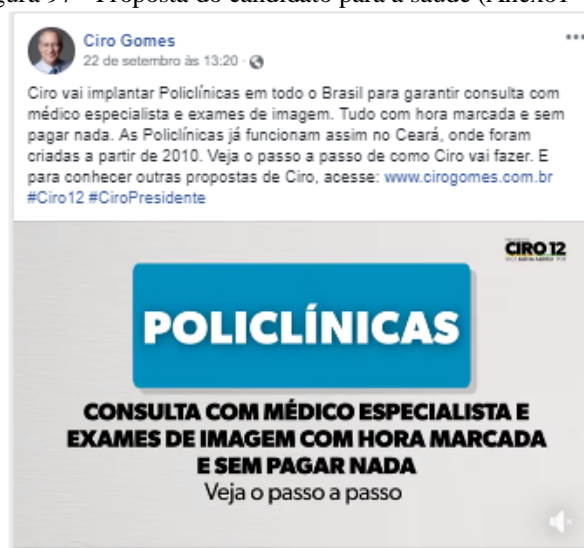 Proposta do candidato para a saúde (Anexo1
Ciro Gomes
22 de setembro às 13:20
Ciro vai implantar Policlínicas em todo o Brasil para garantir consulta com
médico especialista e exames de imagem. Tudo com hora marcada e sem
pagar nada. As Policlínicas já funcionam assim no Ceará, onde foram
criadas a partir de 2010. Veja o passo a passo de como Ciro vai fazer. E
para conhecer outras propostas de Ciro, acesse: www.cirogomes.com.br
#Ciro12 #CiroPresidente
CIRO 12
POLICLÍNICAS
CONSULTA COM MÉDICO ESPECIALISTA E
EXAMES DE IMAGEM COM HORA MARCADA
E SEM PAGAR NADA
Veja o passo a passo